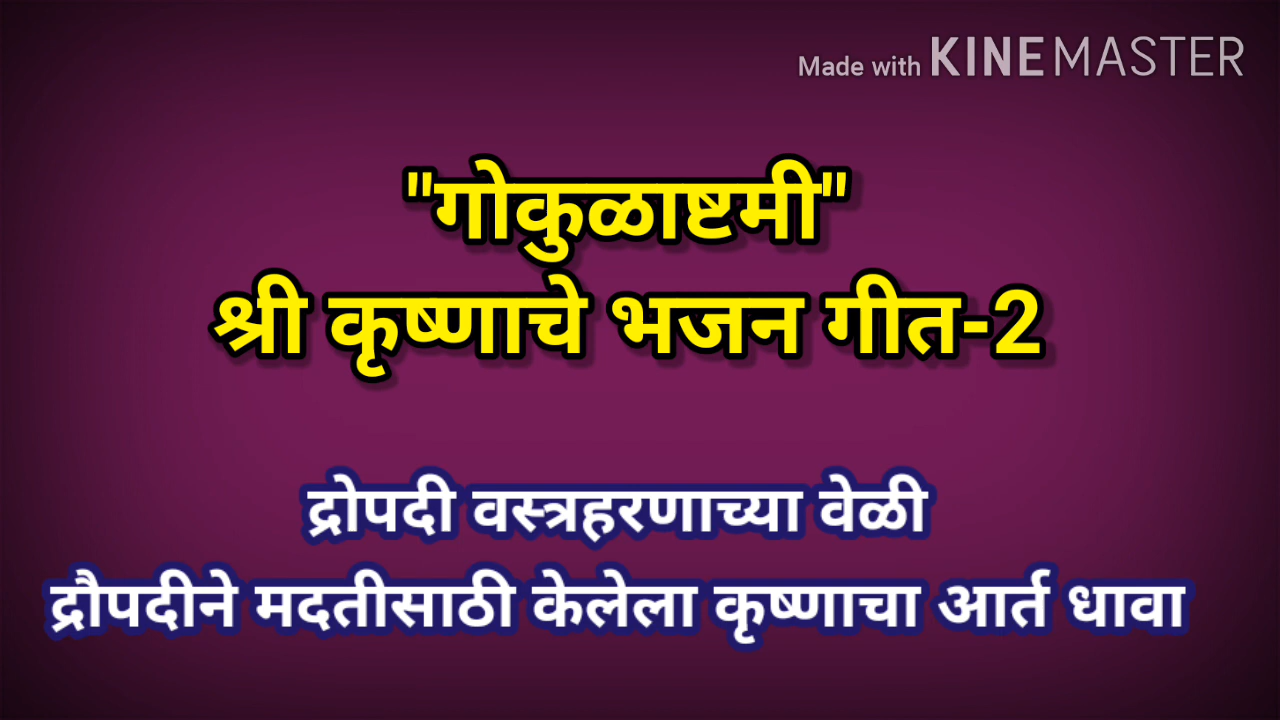 Made with KINEMASTER
"गोकुळाष्टमी"
श्री कृष्णाचे भजन गीत-2
द्रोपदी वस्त्रहरणाच्या वेळी
द्रौपदीने मदतीसाठी केलेला कृष्णाचा आर्त धावा